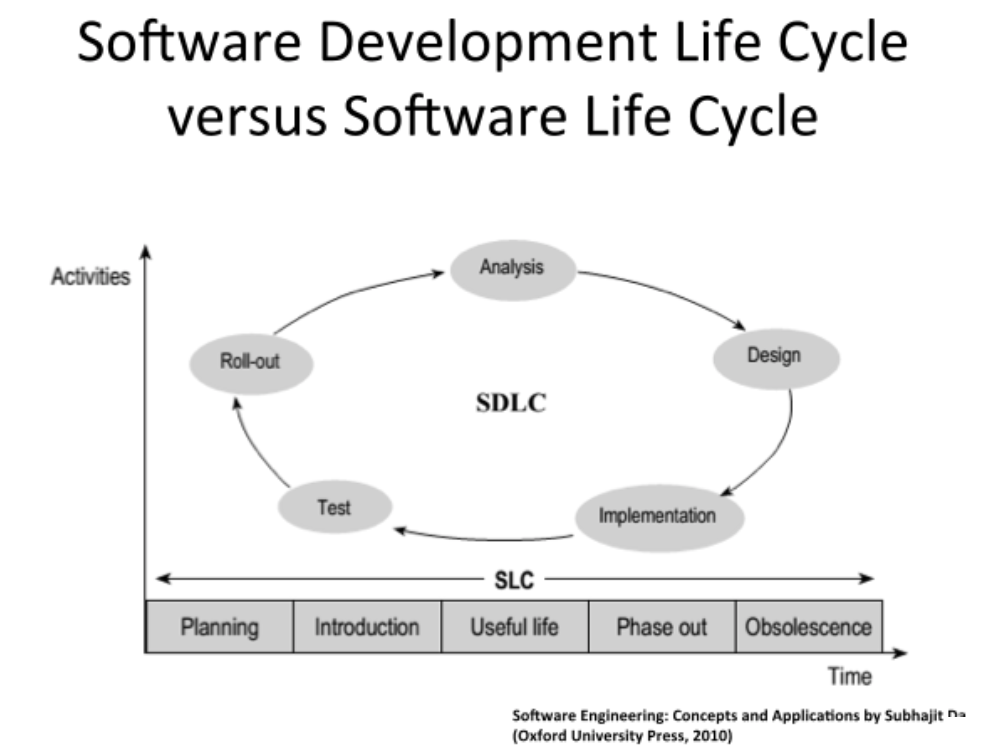 Software Development Life Cycle
versus Software Life Cycle
Activities
Analysis
Roll-out
Design
SDLC
Test
Implementation
SLC
Planning
Introduction
Useful life
Phase out
Obsolescence
Time
Software Engineering: Concepts and Applications by Subhajit
(Oxford University Press, 2010)